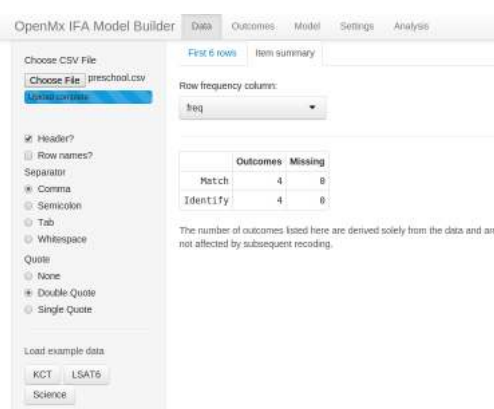 OpenMx IFA Model Builder Data Outcomes Model Settings Analysis
Choose CSV File
Choose File preschool.csv
Upload complete
Header?
Row names?
Separator
Comma
Semicolon
Tab
Whitespace
Quote
None
Double Quote
Single Quote
Load example data
KCT LSAT6
Science
First 6 rows Item summary
Row frequency column:
freq
Outcomes Missing
Match 4 0
Identify 4 0
The number of outcomes listed here are derived solely from the data and ar
not affected by subsequent recoding.